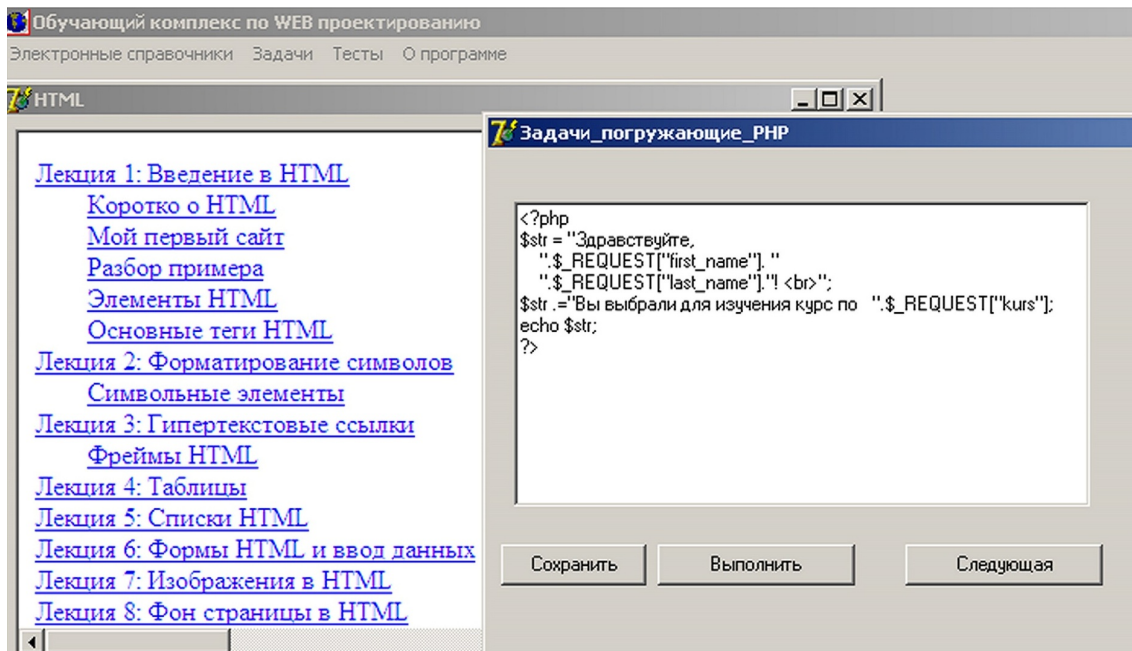 Обучающий комплекс по WEB проектированию
Электронные справочники Задачи Тесты О программе
HTML
Лекция 1: Введение в HTML
Коротко о HTML
Мой первый сайт
Разбор примера
Элементы HTML
Основные теги HTML
Лекция 2: Форматирование символов
Символьные элементы
Лекция 3: Гипертекстовые ссылки
Фреймы HTML
Лекция 4: Таблицы
Лекция 5: Списки HTML
Лекция 6: Формы HTML и ввод данных
Лекция 7: Изображения в HTML
Лекция 8: Фон страницы в HTML
Задачи_погружающие_PHP
<?php
$str = "Здравствуйте,
".$_REQUEST["first_name"]. "
".$_REQUEST["last_name"]."! <br>";
$str .="Вы выбрали для изучения курс по ".$_REQUEST["kurs"];
echo $str;
?>
Сохранить Выполнить Следующая